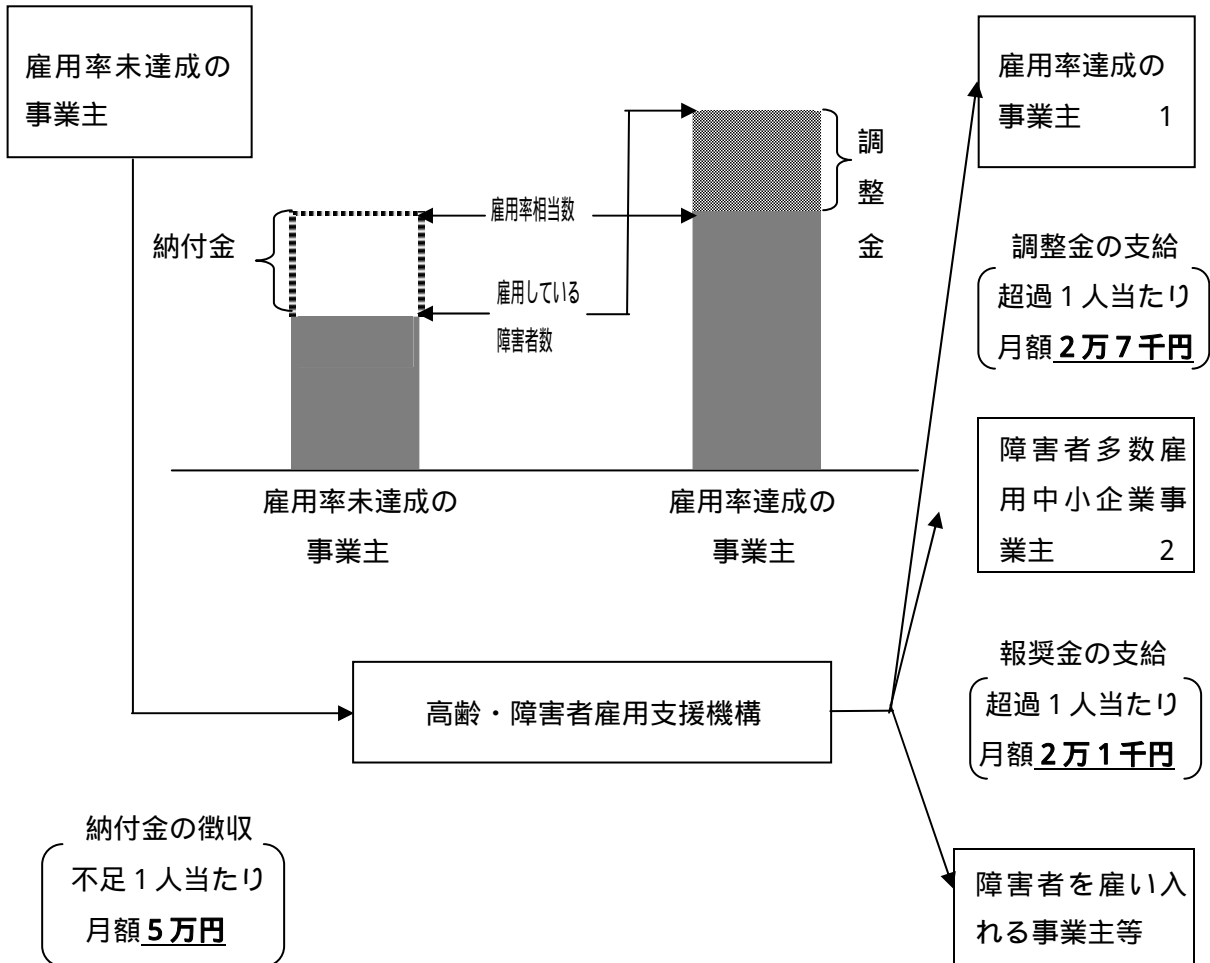 雇用率未達成の
事業主
雇用率達成の
事業主 1
納付金
雇用率相当数
雇用している
障害者数
調
整
金
調整金の支給
超過1人当たり
月額2万7千円
雇用率未達成の
事業主
雇用率達成の
事業主
障害者多数雇
用中小企業事
業主 2
高齢・障害者雇用支援機構
報奨金の支給
超過1人当たり
月額2万1千円
納付金の徴収
不足1人当たり
月額5万円
障害者を雇い入
れる事業主等